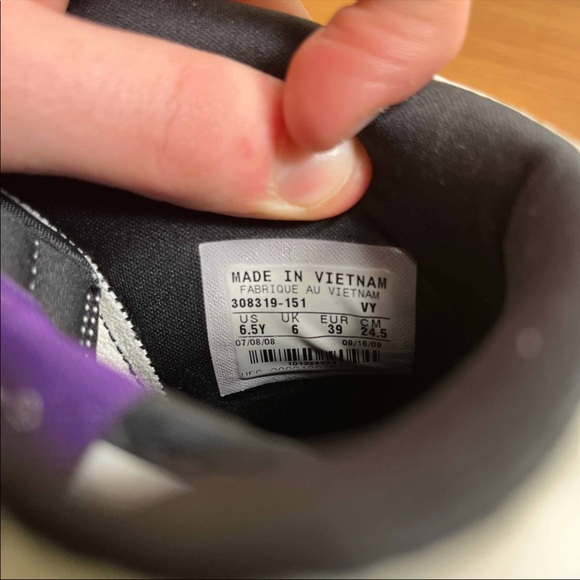 MADE IN VIETNAM
FABRIQUE AU VIETNAM
308319-151 VY
US UK EUR CM
6.5Y 6 39 24.5
07/08/08 09/18/08